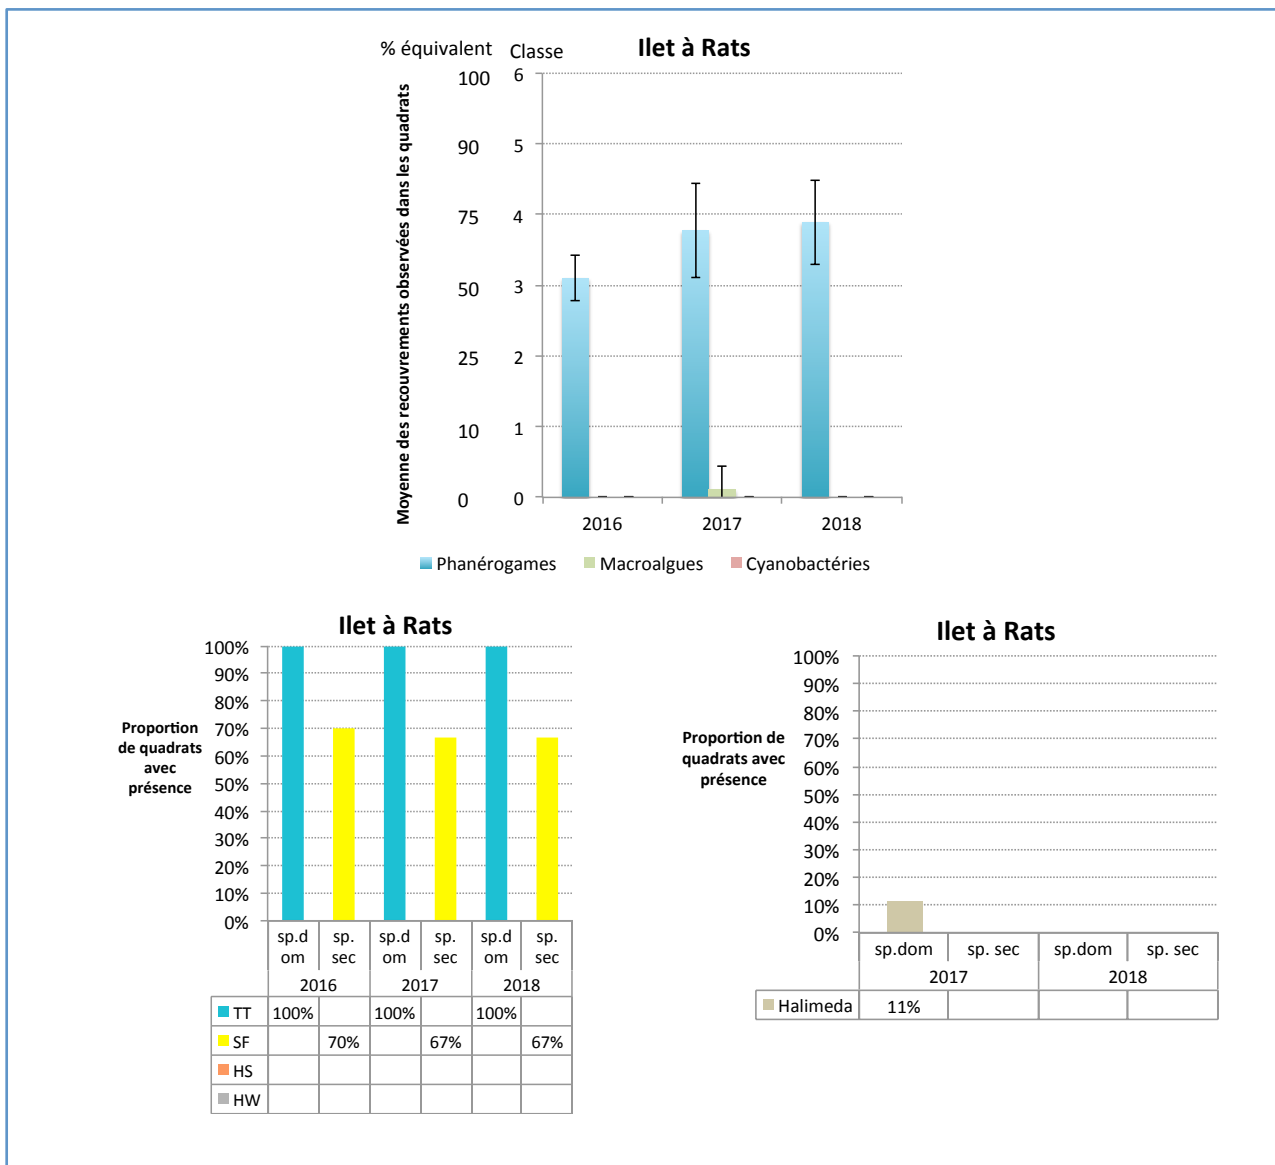 Ilet à Rats
% équivalent Classe
Moyenne des recouvrements observées dans les quadrats
100 6
90 5
75 4
50 3
25 2
10 1
0 0
2016 2017 2018
Phanérogames Macroalgues Cyanobactéries
Ilet à Rats
Proportion
de quadrats
avec
présence
100%
90%
80%
70%
60%
50%
40%
30%
20%
10%
0%
sp.d
om
sp.
sec
sp.d
om
sp.
sec
sp.d
om
sp.
sec
2016 2017 2018
TT 100% 100% 100%
SF 70% 67% 67%
HS
HW
Ilet à Rats
Proportion de
quadrats avec
présence
100%
90%
80%
70%
60%
50%
40%
30%
20%
10%
0%
sp.dom sp. sec sp.dom sp. sec
2017 2018
Halimeda 11%